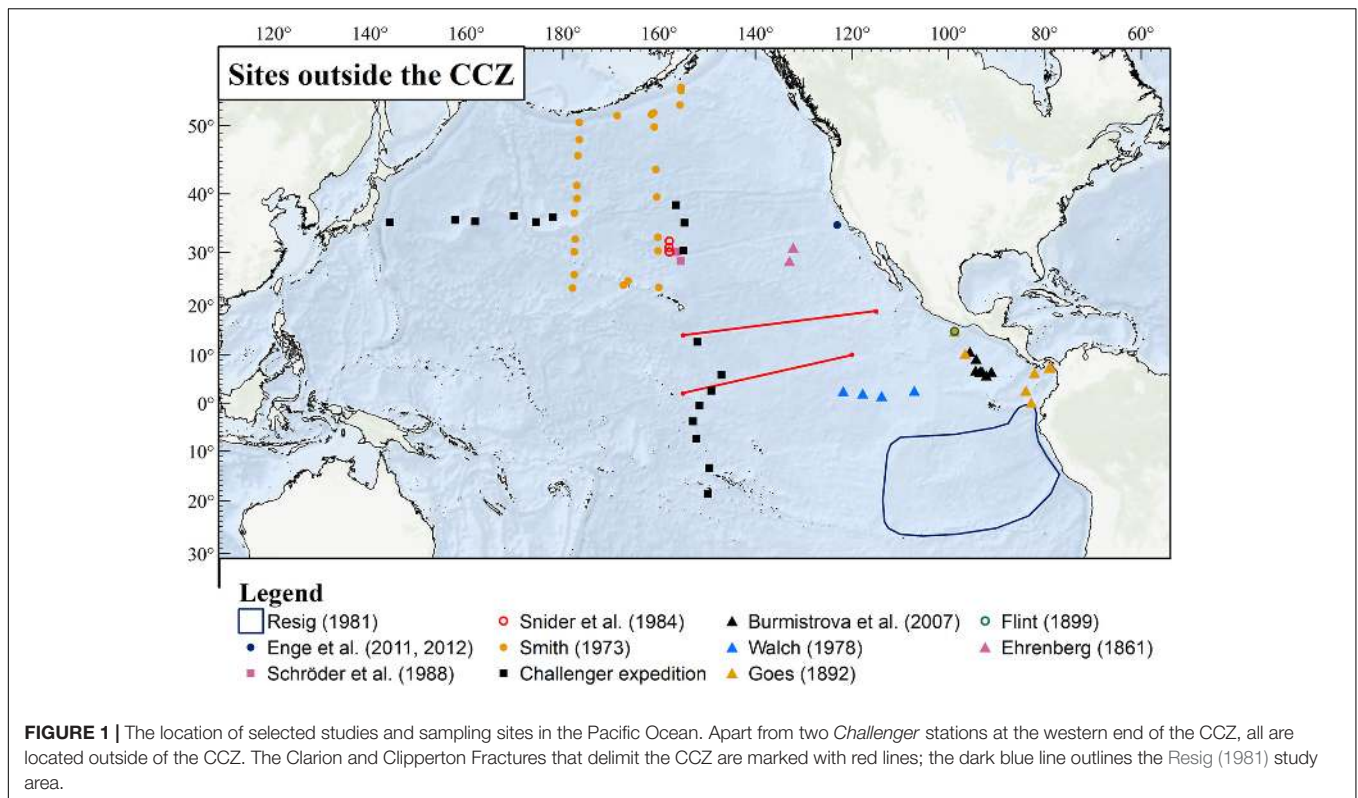 120° 140° 160° 180° 160° 140° 120° 100° 80° 60°
Sites outside the CCZ
50°
40°
30°
20°
10°
0°
10°
20°
30°
Legend
Resig (1981) Snider et al. (1984) Burmistrova et al. (2007) Flint (1899)
Enge et al. (2011, 2012) Smith (1973) Walch (1978) Ehrenberg (1861)
Schröder et al. (1988) Challenger expedition Goes (1892)
FIGURE 1 | The location of selected studies and sampling sites in the Pacific Ocean. Apart from two Challenger stations at the western end of the CCZ, all are
located outside of the CCZ. The Clarion and Clipperton Fractures that delimit the CCZ are marked with red lines; the dark blue line outlines the Resig (1981) study
area.